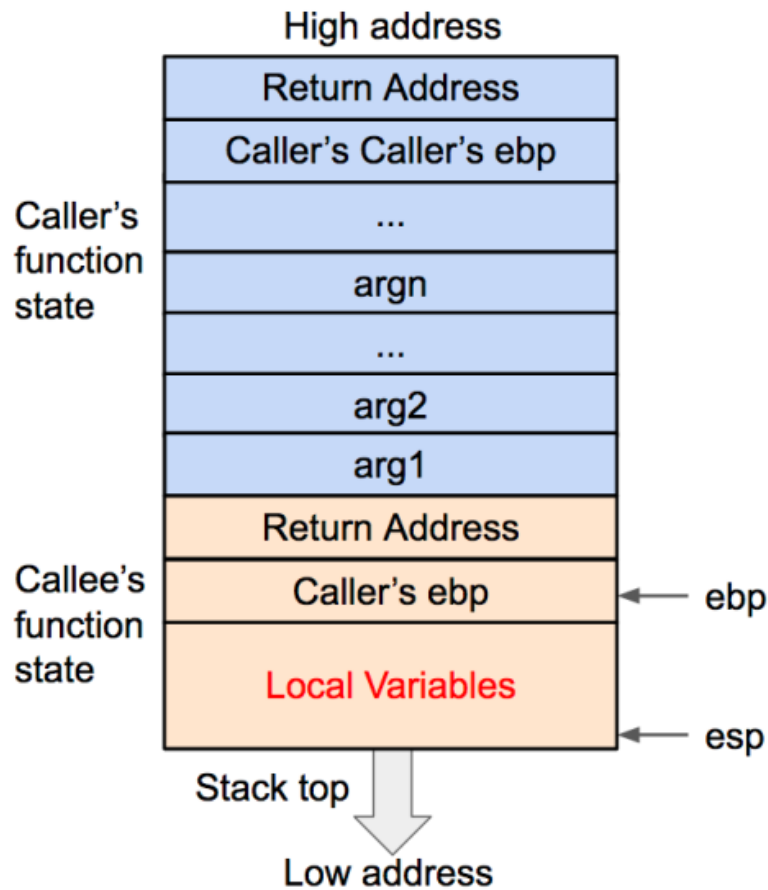 High address
Return Address
Caller’s Caller’s ebp
...
Caller’s
function
state
argn
...
arg2
arg1
Return Address
Callee’s
function
state
Caller’s ebp
ebp
Local Variables
esp
Stack top
Low address